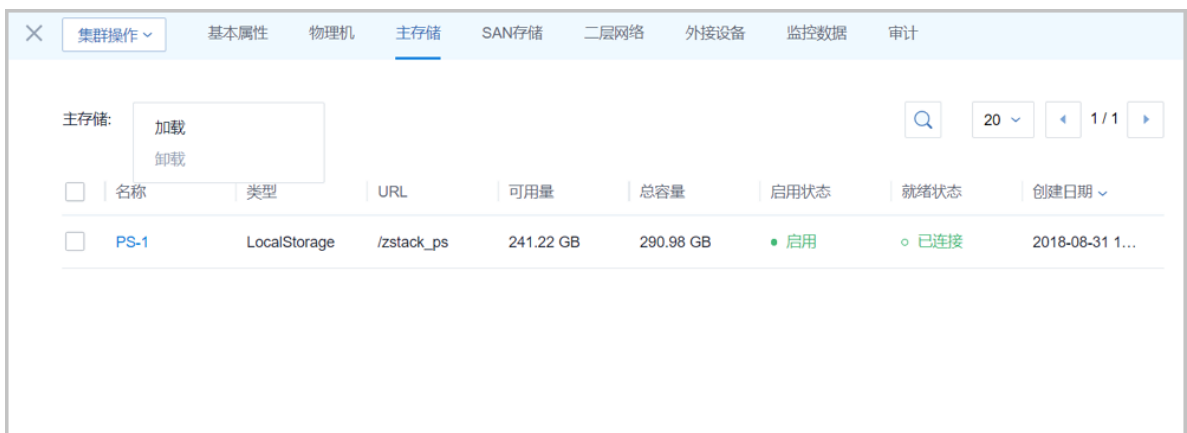 集群操作 基本属性 物理机 主存储 SAN存储 二层网络 外接设备 监控数据 审计
主存储: 加载 20 1 / 1
卸载
名称 类型 URL 可用量 总容量 启用状态 就绪状态 创建日期
PS-1 LocalStorage /zstack_ps 241.22 GB 290.98 GB 启用 已连接 2018-08-31 1...